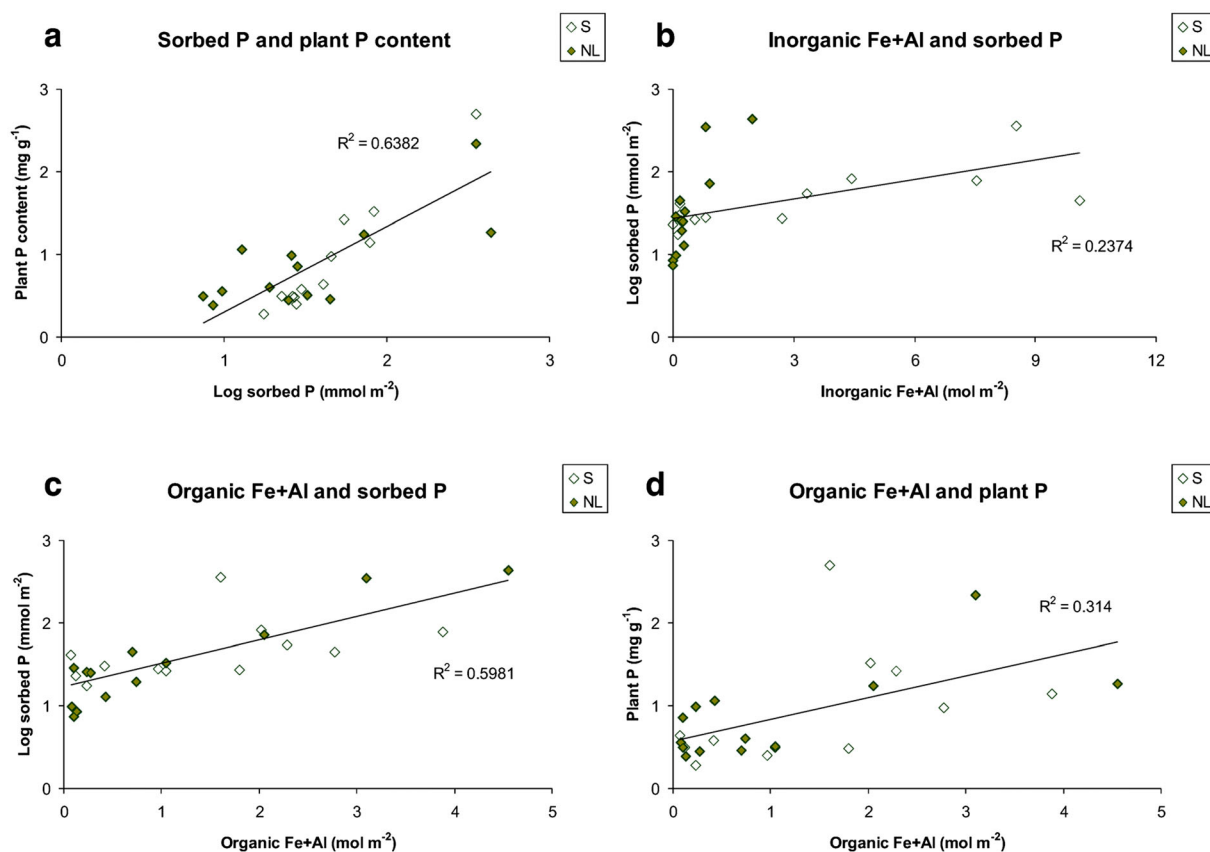 a
Sorbed P and plant P content
S
NL
3
2
1
0
Plant P content (mg g⁻¹)
R² = 0.6382
0 1 2 3
Log sorbed P (mmol m⁻²)
b
Inorganic Fe+Al and sorbed P
S
NL
3
2
1
0
Log sorbed P (mmol m⁻²)
R² = 0.2374
0 3 6 9 12
Inorganic Fe+Al (mol m⁻²)
c
Organic Fe+Al and sorbed P
S
NL
3
2
1
0
Log sorbed P (mmol m⁻²)
R² = 0.5981
0 1 2 3 4 5
Organic Fe+Al (mol m⁻²)
d
Organic Fe+Al and plant P
S
NL
3
2
1
0
Plant P (mg g⁻¹)
R² = 0.314
0 1 2 3 4 5
Organic Fe+Al (mol m⁻²)